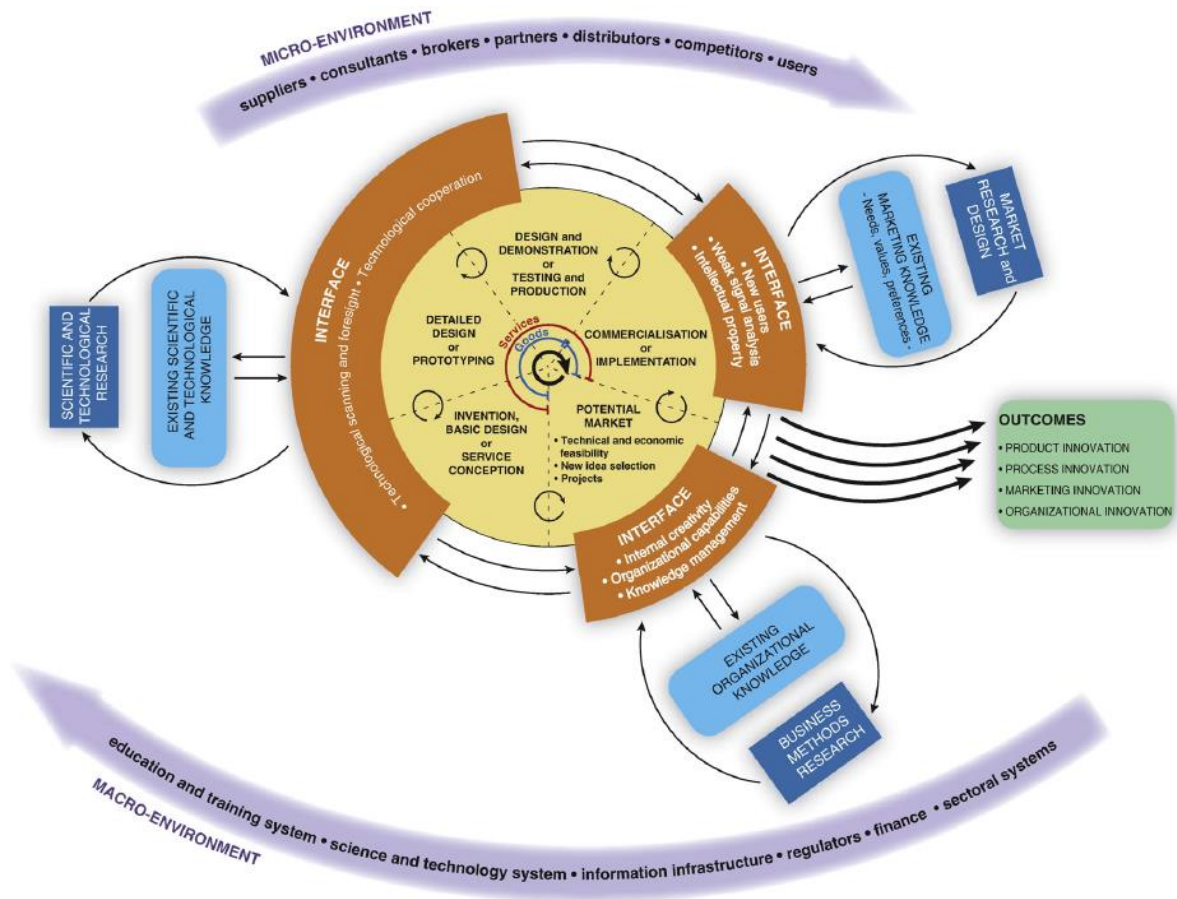 MICRO-ENVIRONMENT
suppliers • consultants • brokers • partners • distributors • competitors • users
SCIENTIFIC AND
TECHNOLOGICAL
RESEARCH
EXISTING SCIENTIFIC
AND TECHNOLOGICAL
KNOWLEDGE
INTERFACE
• Technological scanning and foresight • Technological cooperation
DESIGN and
DEMONSTRATION
or
TESTING and
PRODUCTION
DETAILED
DESIGN
or
PROTOTYPING
Services
Goods
COMMERCIALISATION
or
IMPLEMENTATION
INVENTION,
BASIC DESIGN
or
SERVICE
CONCEPTION
POTENTIAL
MARKET
• Technical and economic
feasibility
• New idea selection
• Projects
INTERFACE
• New users
• Weak signal analysis
• Intellectual property
EXISTING
MARKETING KNOWLEDGE
- Needs, values, preferences -
MARKET
RESEARCH and
DESIGN
INTERFACE
• Internal creativity
• Organizational capabilities
• Knowledge management
EXISTING
ORGANIZATIONAL
KNOWLEDGE
BUSINESS
METHODS
RESEARCH
OUTCOMES
• PRODUCT INNOVATION
• PROCESS INNOVATION
• MARKETING INNOVATION
• ORGANIZATIONAL INNOVATION
education and training system • science and technology system • information infrastructure • regulators • finance • sectoral systems
MACRO-ENVIRONMENT